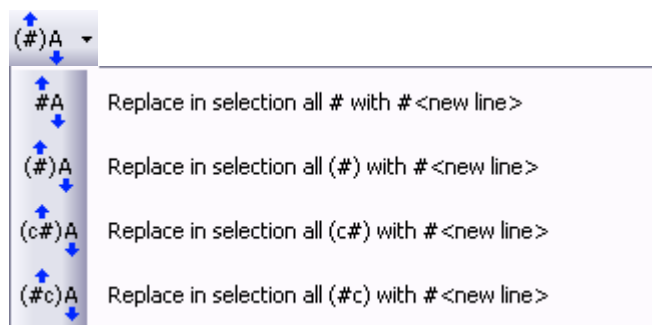 (#)A
#A Replace in selection all # with #<new line>
(#)A Replace in selection all (#) with #<new line>
(c#)A Replace in selection all (c#) with #<new line>
(#c)A Replace in selection all (#c) with #<new line>